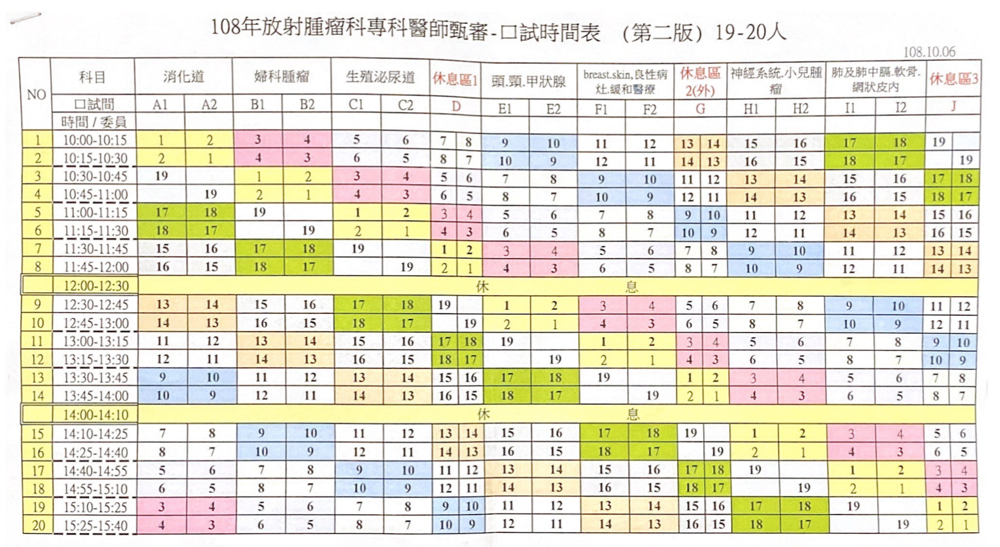 108年放射腫瘤科專科醫師甄審-口試時間表 (第二版) 19-20人
108.10.06
NO 科目 消化道 婦科腫瘤 生殖泌尿道 休息區1 頭.頸.甲狀腺 breast.skin,良性病灶.緩和醫療 休息區2(外) 神經系統.小兒腫瘤 肺及肺中膈.軟骨.網狀皮內 休息區3
口試間 A1 A2 B1 B2 C1 C2 D E1 E2 F1 F2 G H1 H2 I1 I2 J
時間/委員
1 10:00-10:15 1 2 3 4 5 6 7 8 9 10 11 12 13 14 15 16 17 18 19
2 10:15-10:30 2 1 4 3 6 5 8 7 10 9 12 11 14 13 16 15 18 17 19
3 10:30-10:45 19 1 2 3 4 5 6 7 8 9 10 11 12 13 14 15 16 17 18
4 10:45-11:00 19 2 1 4 3 6 5 8 7 10 9 12 11 14 13 16 15 18 17
5 11:00-11:15 17 18 19 1 2 3 4 5 6 7 8 9 10 11 12 13 14 15 16
6 11:15-11:30 18 17 19 2 1 4 3 6 5 8 7 10 9 12 11 14 13 16 15
7 11:30-11:45 15 16 17 18 19 1 2 3 4 5 6 7 8 9 10 11 12 13 14
8 11:45-12:00 16 15 18 17 19 2 1 4 3 6 5 8 7 10 9 12 11 14 13
12:00-12:30 休 息
9 12:30-12:45 13 14 15 16 17 18 19 1 2 3 4 5 6 7 8 9 10 11 12
10 12:45-13:00 14 13 16 15 18 17 19 2 1 4 3 6 5 8 7 10 9 12 11
11 13:00-13:15 11 12 13 14 15 16 17 18 19 1 2 3 4 5 6 7 8 9 10
12 13:15-13:30 12 11 14 13 16 15 18 17 19 2 1 4 3 6 5 8 7 10 9
13 13:30-13:45 9 10 11 12 13 14 15 16 17 18 19 1 2 3 4 5 6 7 8
14 13:45-14:00 10 9 12 11 14 13 16 15 18 17 19 2 1 4 3 6 5 8 7
14:00-14:10 休 息
15 14:10-14:25 7 8 9 10 11 12 13 14 15 16 17 18 19 1 2 3 4 5 6
16 14:25-14:40 8 7 10 9 12 11 14 13 16 15 18 17 19 2 1 4 3 6 5
17 14:40-14:55 5 6 7 8 9 10 11 12 13 14 15 16 17 18 19 1 2 3 4
18 14:55-15:10 6 5 8 7 10 9 12 11 14 13 16 15 18 17 19 2 1 4 3
19 15:10-15:25 3 4 5 6 7 8 9 10 11 12 13 14 15 16 17 18 19 1 2
20 15:25-15:40 4 3 6 5 8 7 10 9 12 11 14 13 16 15 18 17 19 2 1